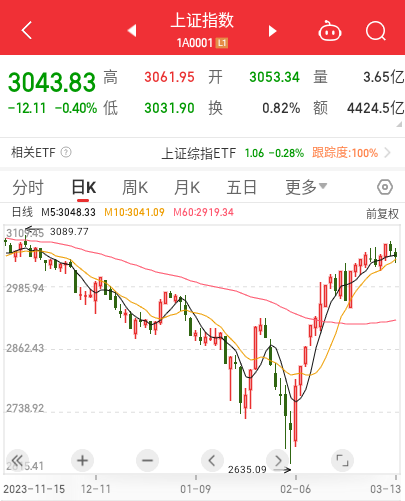 上证指数
1A0001 L1
3043.83 高 3061.95 开 3053.34 量 3.65亿
-12.11 -0.40% 低 3031.90 换 0.82% 额 4424.5亿
相关ETF ? 上证综指ETF 1.06 -0.28% 跟踪度:100%
分时 日K 周K 月K 五日 更多
日线 M5:3048.33 M10:3041.09 M60:2919.34 前复权
3109.45 3089.77
2985.94
2862.43
2738.92
2635.09
2023-11-15 12-11 01-09 02-06 03-13